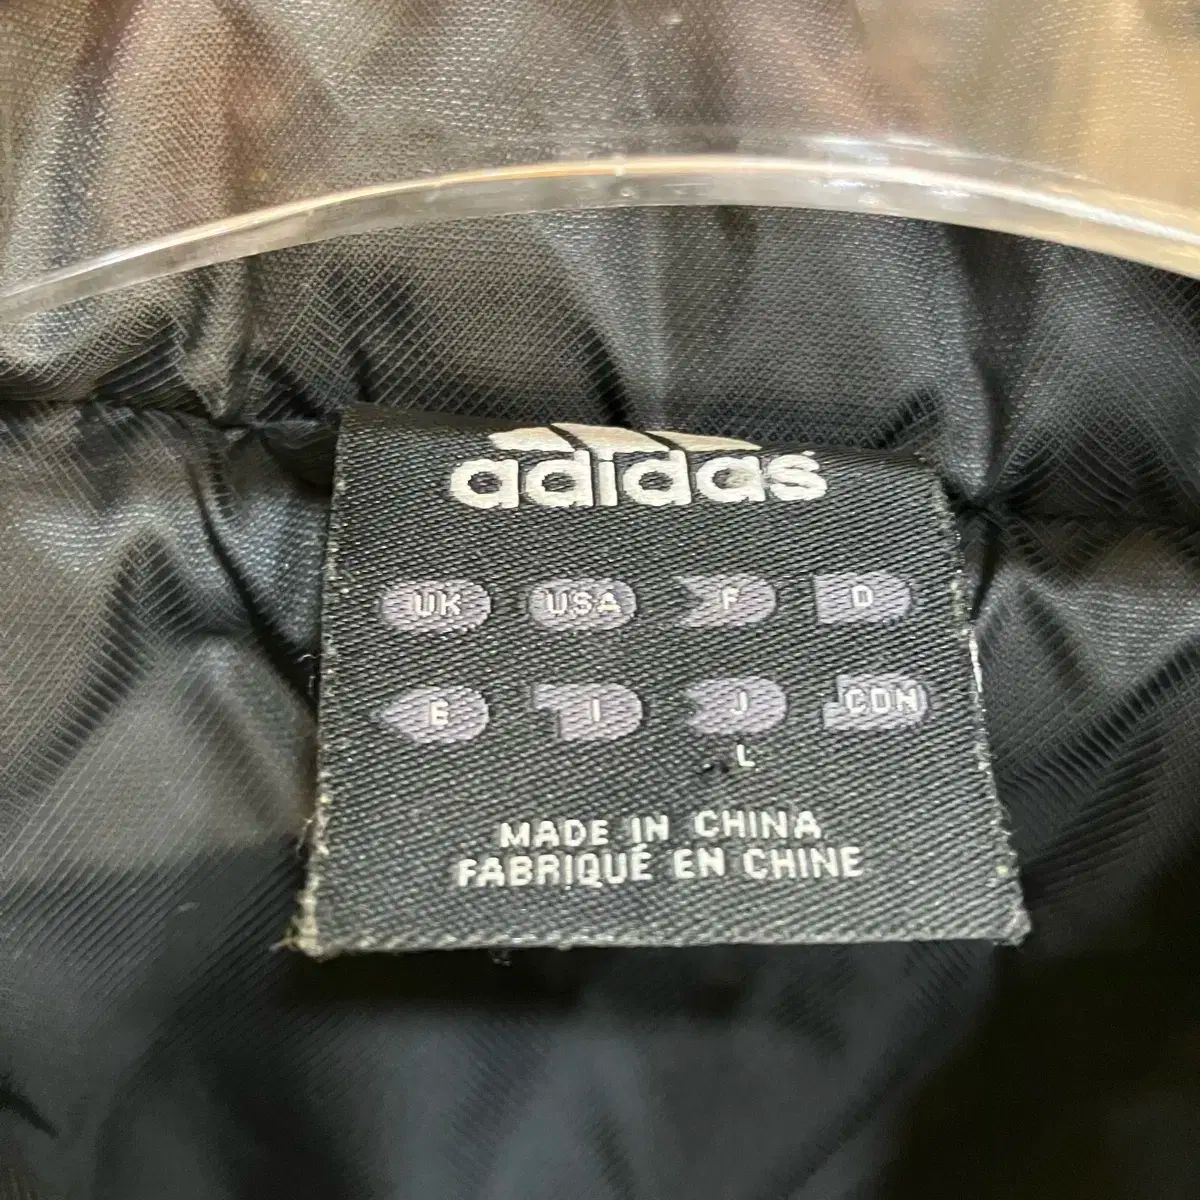 adidas
UK USA F D
E I J CDN
L
MADE IN CHINA
FABRIQUÉ EN CHINE